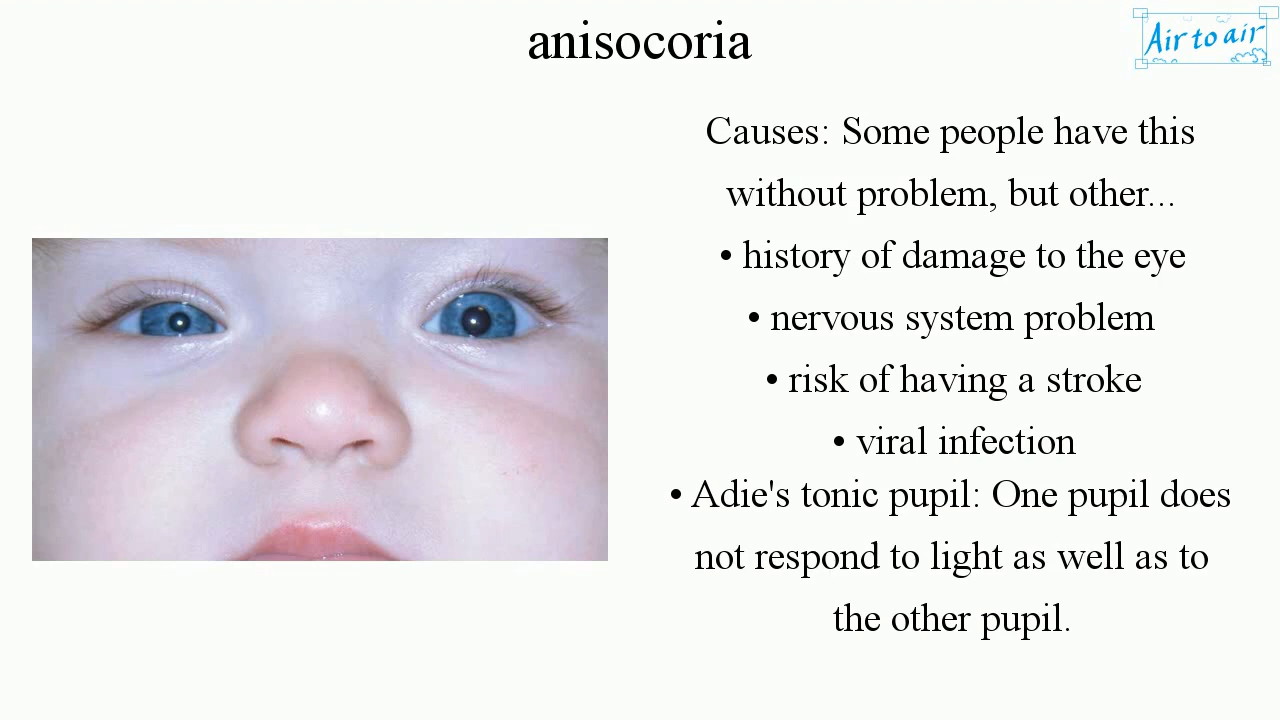 anisocoria
Air to air
Causes: Some people have this
without problem, but other...
• history of damage to the eye
• nervous system problem
• risk of having a stroke
• viral infection
• Adie's tonic pupil: One pupil does
not respond to light as well as to
the other pupil.